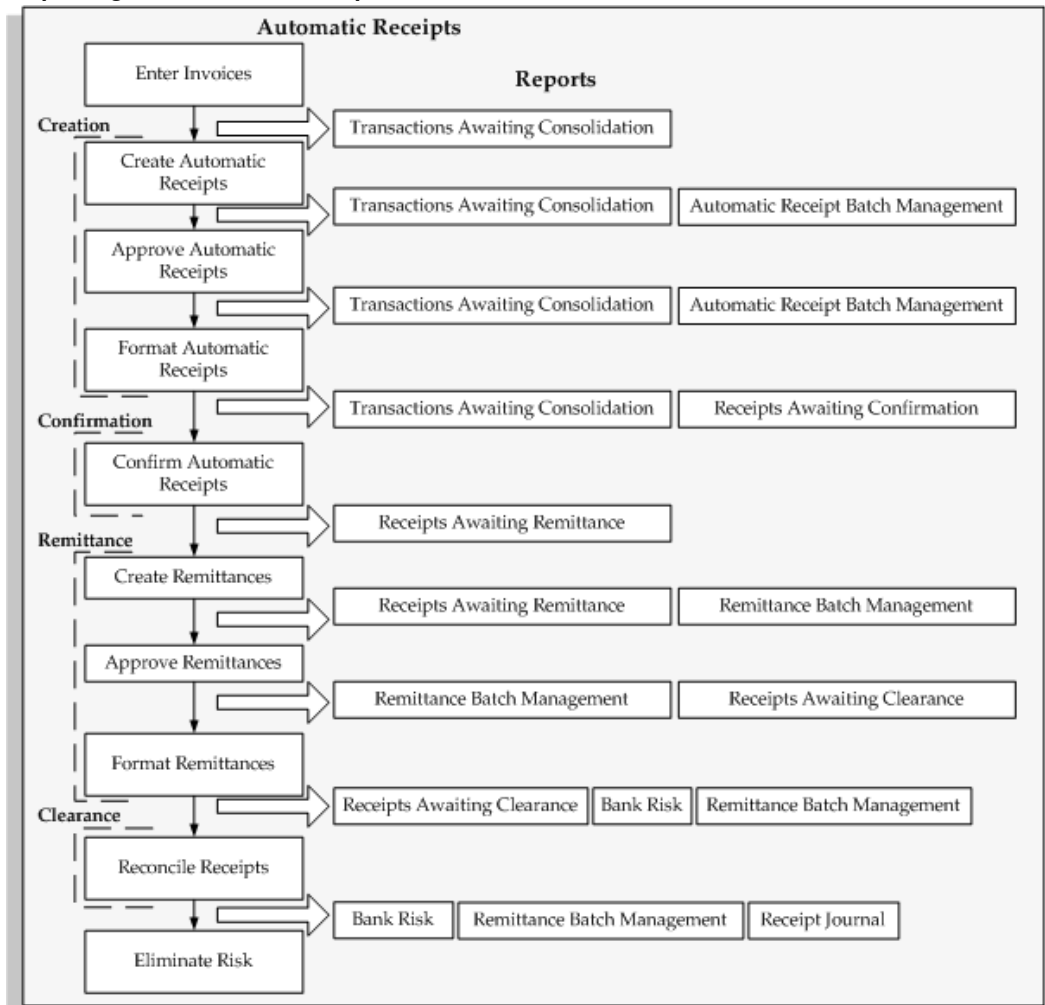 Automatic Receipts
Enter Invoices
Reports
Creation
Transactions Awaiting Consolidation
Create Automatic
Receipts
Transactions Awaiting Consolidation
Automatic Receipt Batch Management
Approve Automatic
Receipts
Transactions Awaiting Consolidation
Automatic Receipt Batch Management
Format Automatic
Receipts
Transactions Awaiting Consolidation
Receipts Awaiting Confirmation
Confirmation
Confirm Automatic
Receipts
Receipts Awaiting Remittance
Remittance
Create Remittances
Receipts Awaiting Remittance
Remittance Batch Management
Approve Remittances
Remittance Batch Management
Receipts Awaiting Clearance
Format Remittances
Receipts Awaiting Clearance
Bank Risk
Remittance Batch Management
Clearance
Reconcile Receipts
Bank Risk
Remittance Batch Management
Receipt Journal
Eliminate Risk